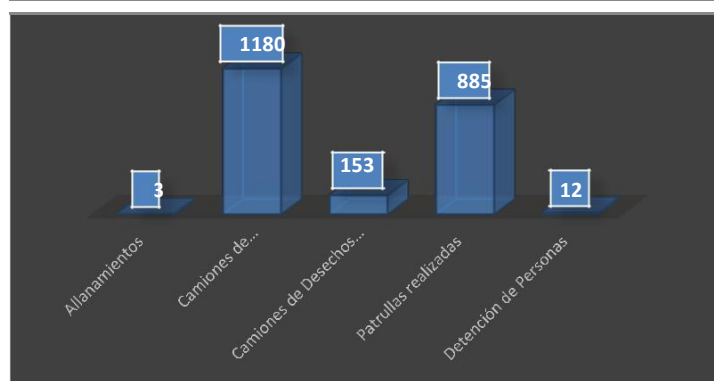 1180
885
153
3
12
Allanamientos
Camiones de...
Camiones de Desechos...
Patrullas realizadas
Detención de Personas